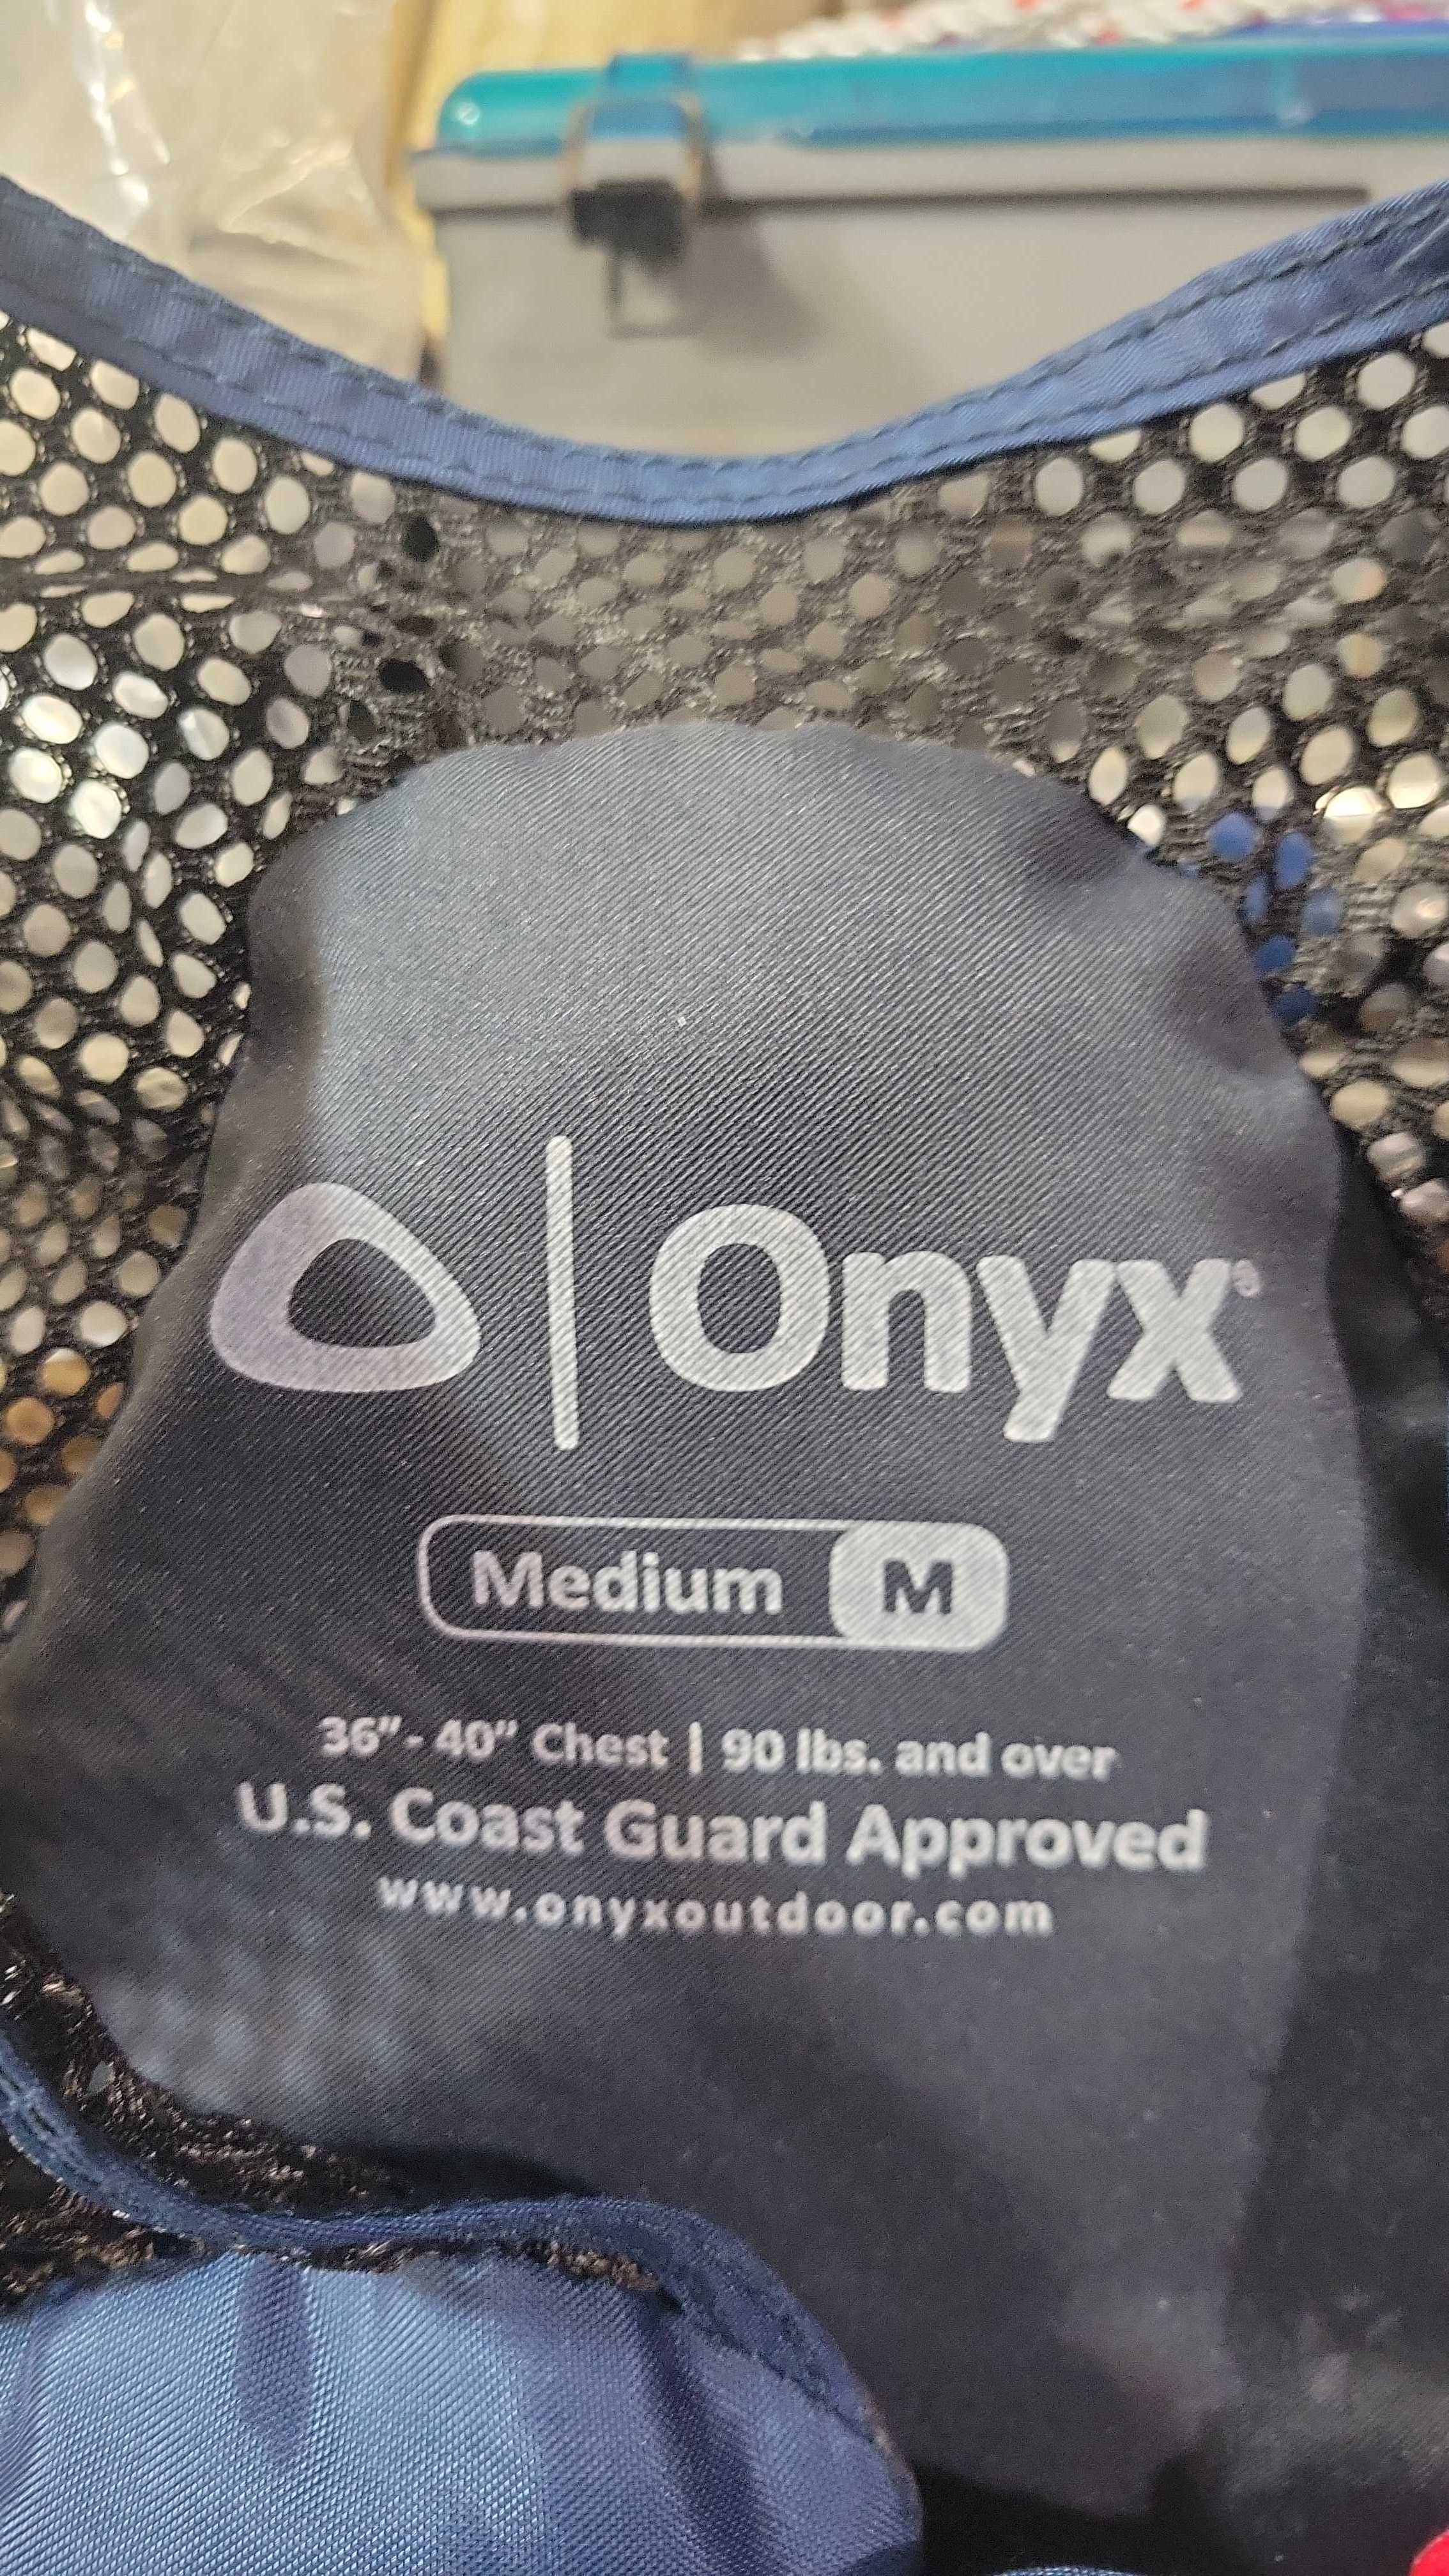 Onyx®
Medium M
36"- 40" Chest | 90 lbs. and over
U.S. Coast Guard Approved
www.onyxoutdoor.com